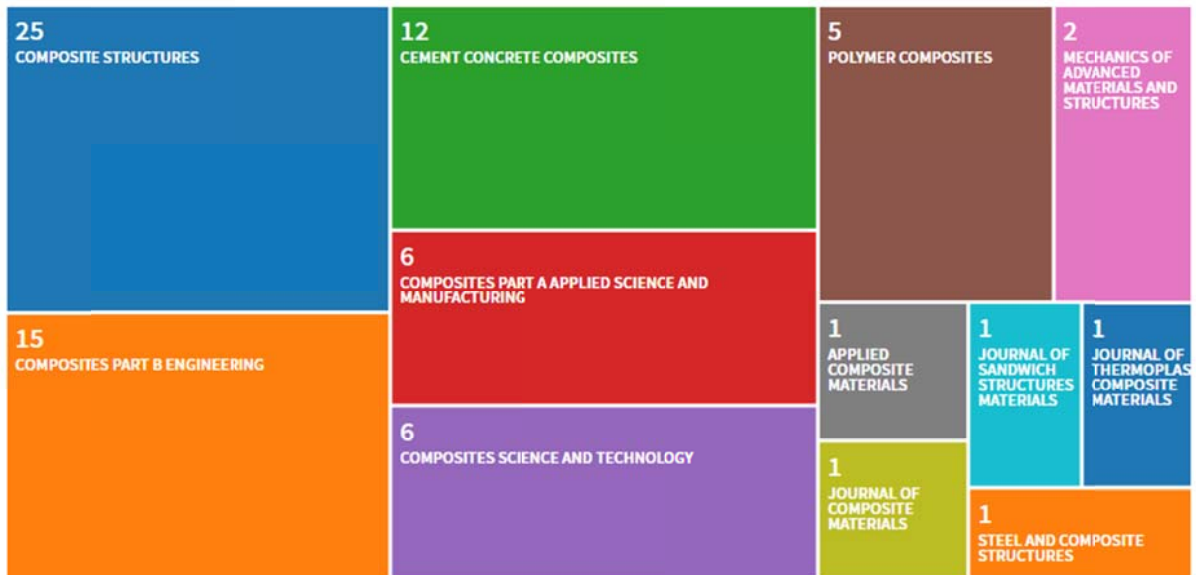 25
COMPOSITE STRUCTURES
15
COMPOSITES PART B ENGINEERING
12
CEMENT CONCRETE COMPOSITES
6
COMPOSITES PART A APPLIED SCIENCE AND
MANUFACTURING
6
COMPOSITES SCIENCE AND TECHNOLOGY
5
POLYMER COMPOSITES
2
MECHANICS OF
ADVANCED
MATERIALS AND
STRUCTURES
1
APPLIED
COMPOSITE
MATERIALS
1
JOURNAL OF
COMPOSITE
MATERIALS
1
JOURNAL OF
SANDWICH
STRUCTURES
MATERIALS
1
JOURNAL OF
THERMOPLAS
COMPOSITE
MATERIALS
1
STEEL AND COMPOSITE
STRUCTURES